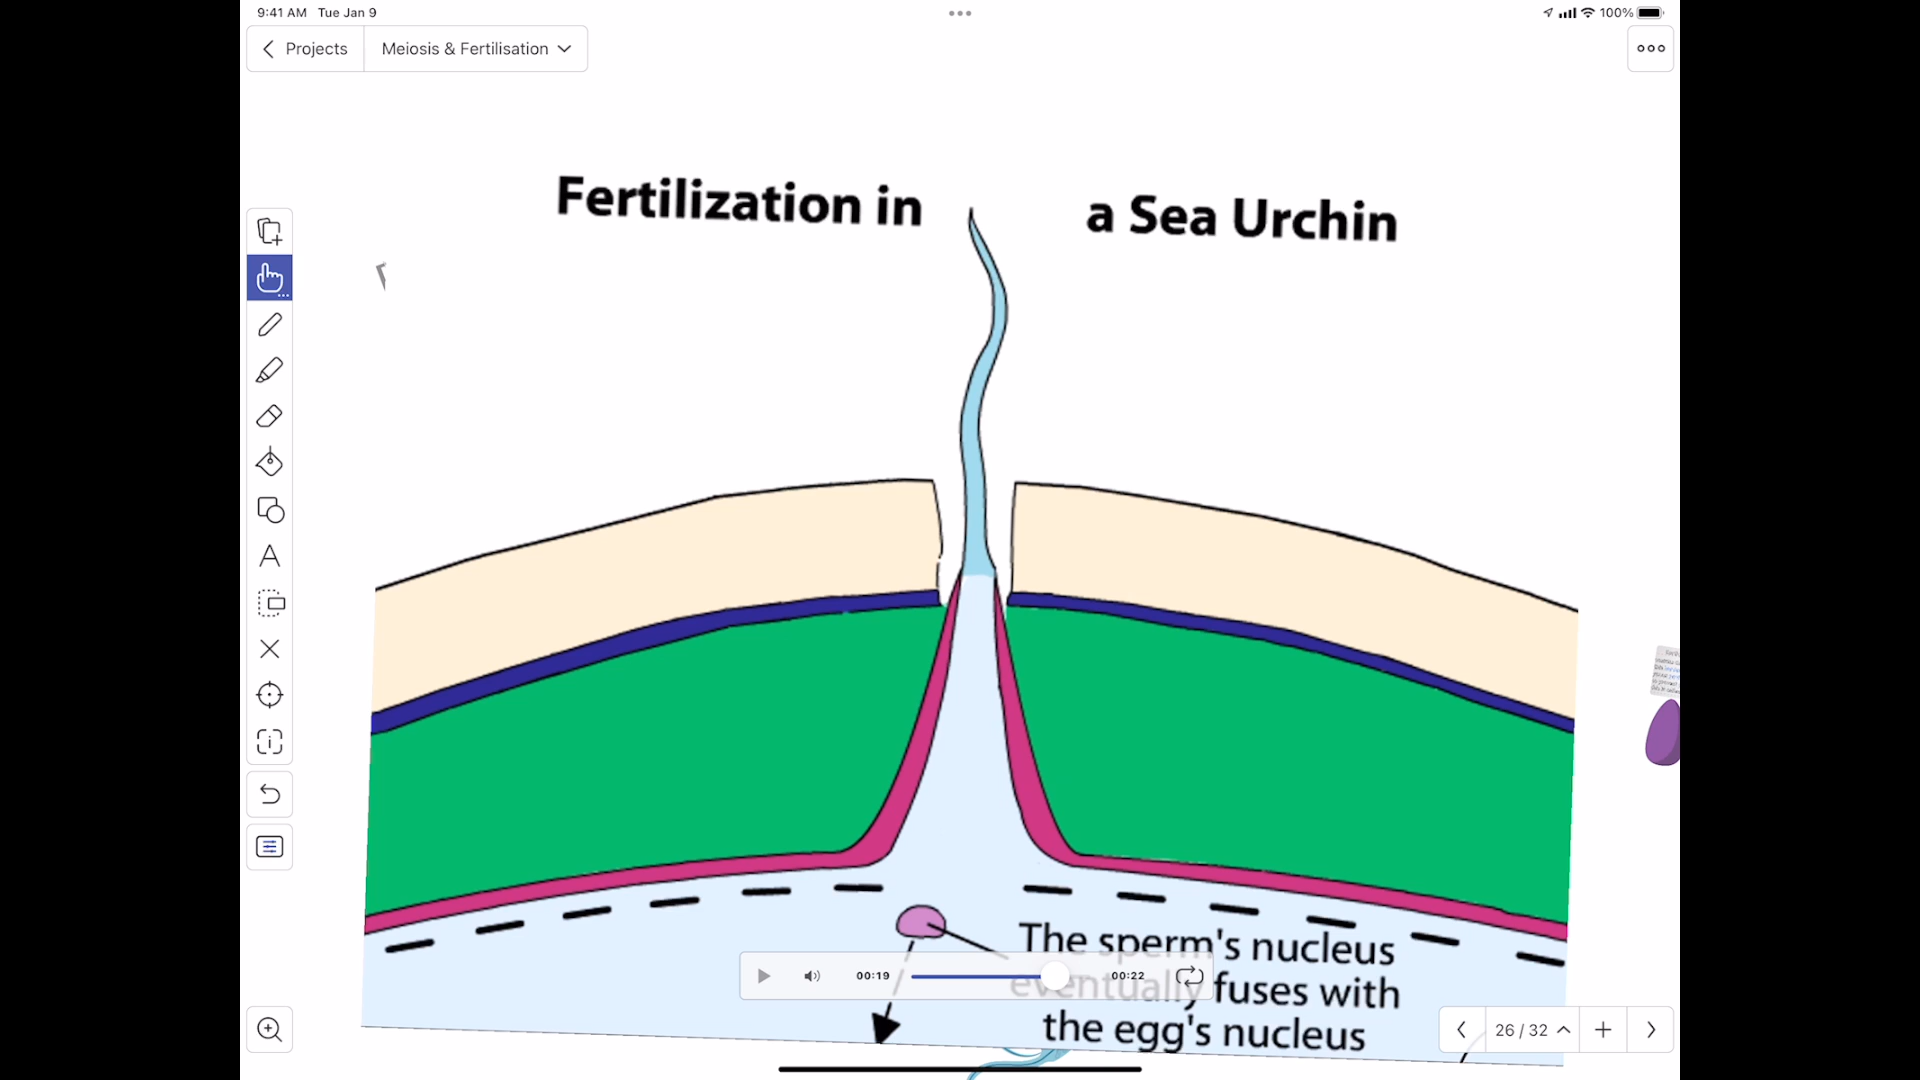 9:41 AM Tue Jan 9
100%
Projects
Meiosis & Fertilisation
Fertilization in a Sea Urchin
A
The sperm's nucleus
eventually fuses with
the egg's nucleus
00:19
00:22
26 / 32